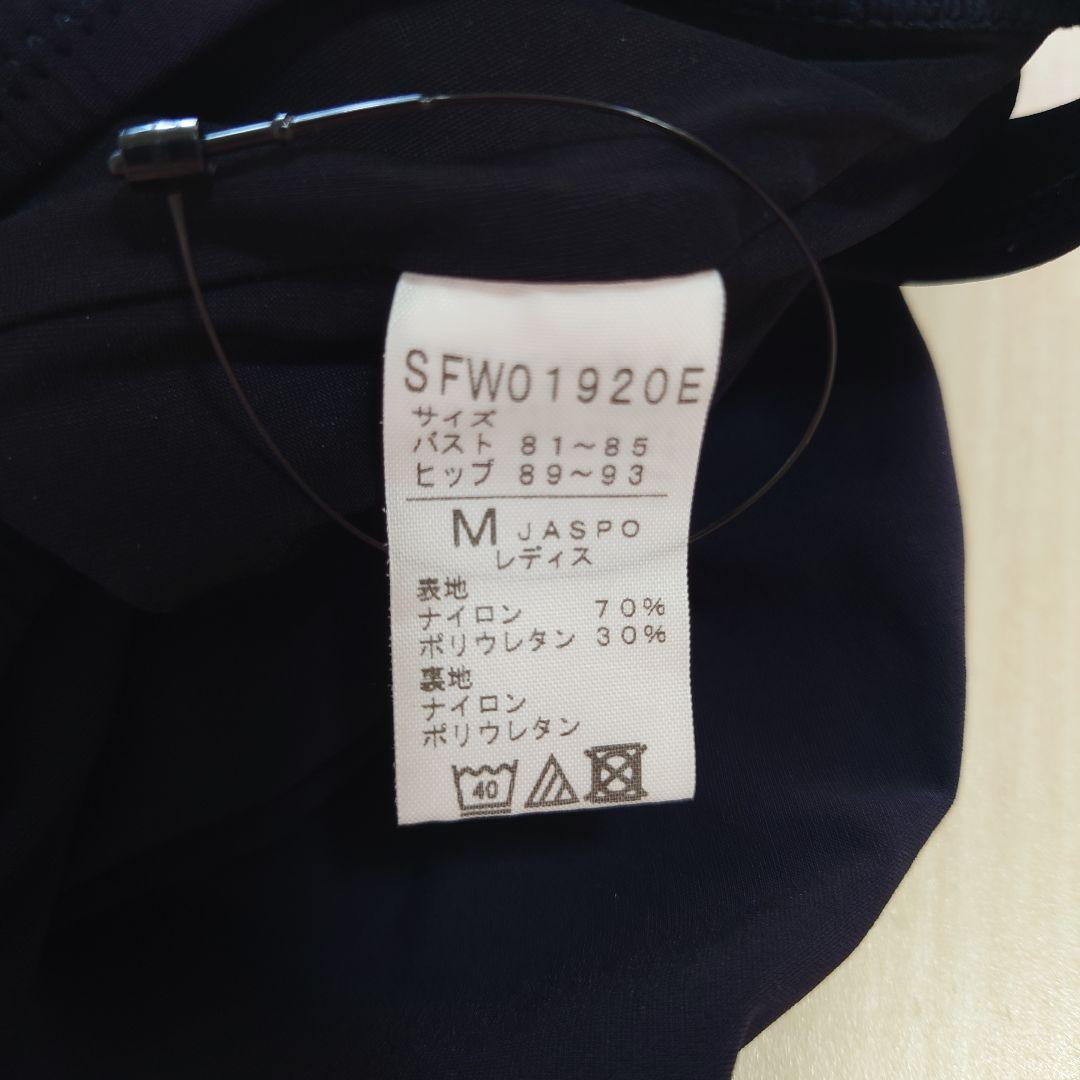 SFW01920E
サイズ
バスト 81～85
ヒップ 89～93
M JASPO
レディス
表地
ナイロン 70%
ポリウレタン 30%
裏地
ナイロン
ポリウレタン
40